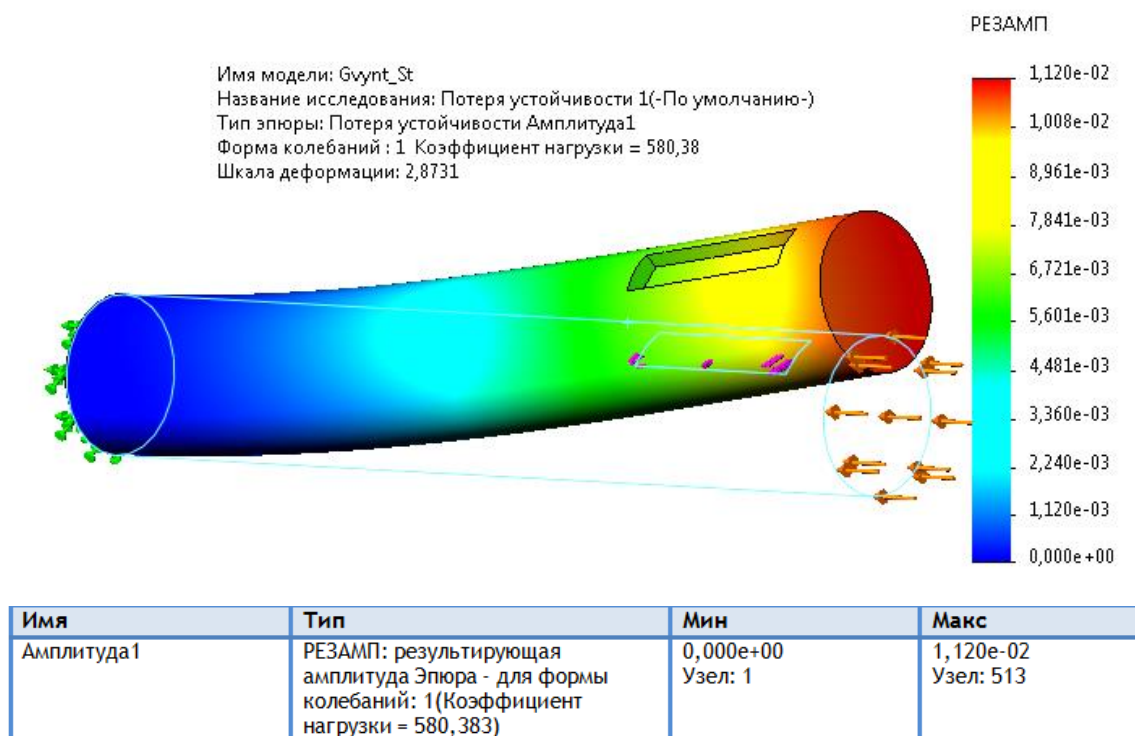 РЕЗАМП
Имя модели: Gvynt_St
Название исследования: Потеря устойчивости 1(-По умолчанию-)
Тип эпюры: Потеря устойчивости Амплитуда1
Форма колебаний : 1 Коэффициент нагрузки = 580,38
Шкала деформации: 2,8731
1,120e-02
1,008e-02
8,961e-03
7,841e-03
6,721e-03
5,601e-03
4,481e-03
3,360e-03
2,240e-03
1,120e-03
0,000e+00
Имя Тип Мин Макс
Амплитуда1 РЕЗАМП: результирующая 0,000e+00 1,120e-02
амплитуда Эпюра - для формы Узел: 1 Узел: 513
колебаний: 1(Коэффициент
нагрузки = 580,383)